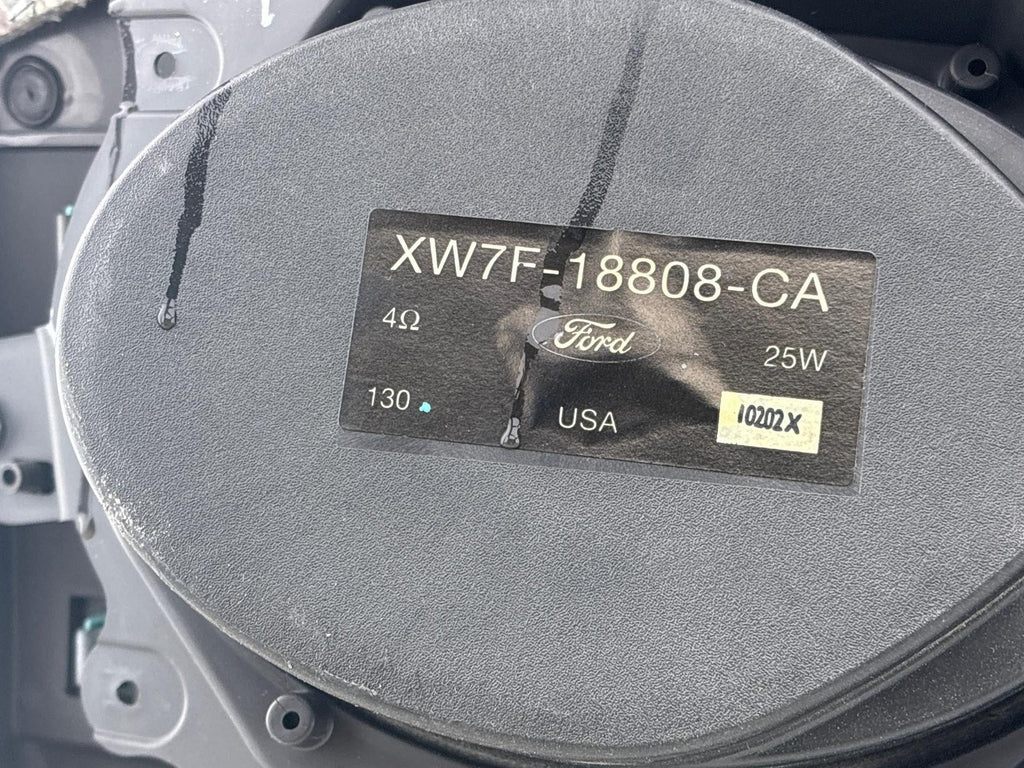 XW7F-18808-CA
4Ω
Ford
25W
130
USA
10202X